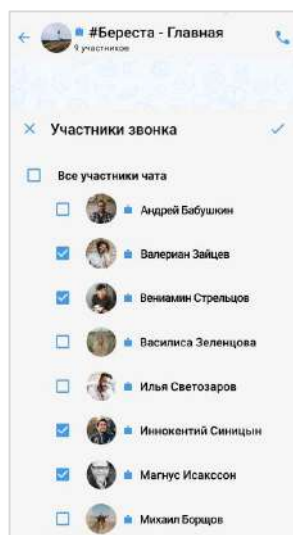 #Береста - Главная
9 участников
Участники звонка
Все участники чата
Андрей Бабушкин
Валериан Зайцев
Вениамин Стрельцов
Василиса Зеленцова
Илья Светозаров
Иннокентий Синицын
Магнус Исакссон
Михаил Борщов